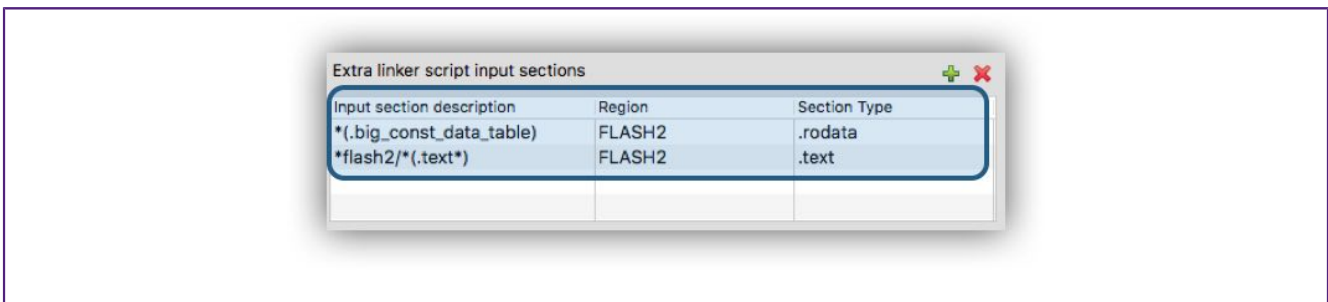 Extra linker script input sections
Input section description Region Section Type
*(.big_const_data_table) FLASH2 .rodata
*flash2/*(.text*) FLASH2 .text